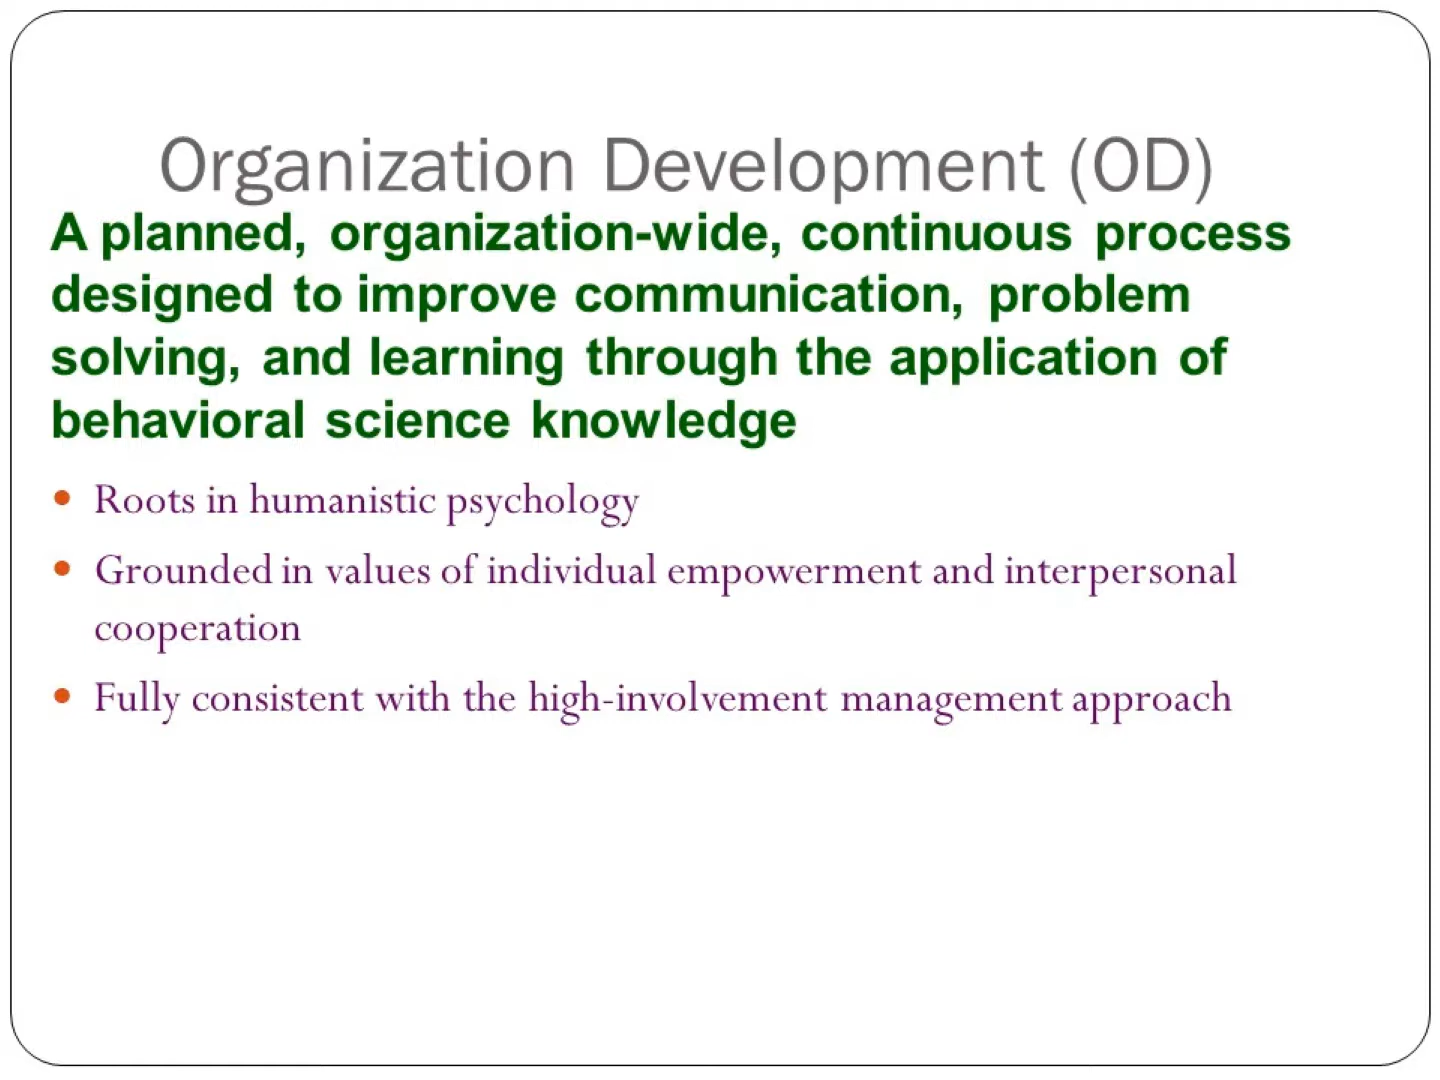 Organization Development (OD)
A planned, organization-wide, continuous process
designed to improve communication, problem
solving, and learning through the application of
behavioral science knowledge
• Roots in humanistic psychology
• Grounded in values of individual empowerment and interpersonal
cooperation
• Fully consistent with the high-involvement management approach